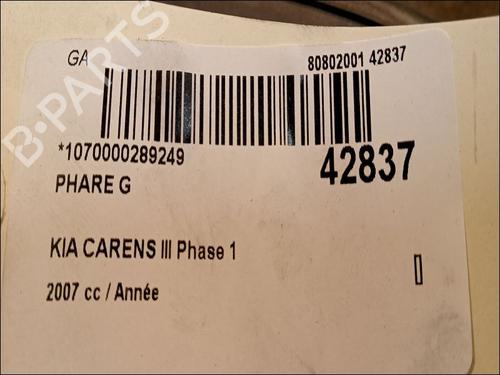 GA 80802001 42837
*1070000289249 42837
PHARE G
KIA CARENS III Phase 1
2007 cc / Année
B-PARTS